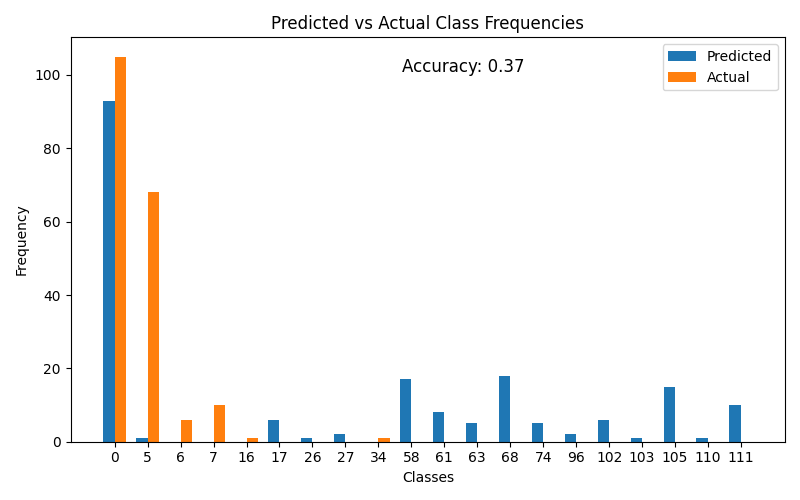 Predicted vs Actual Class Frequencies
Accuracy: 0.37
Predicted
Actual
Frequency
100
80
60
40
20
0
0 5 6 7 16 17 26 27 34 58 61 63 68 74 96 102 103 105 110 111
Classes